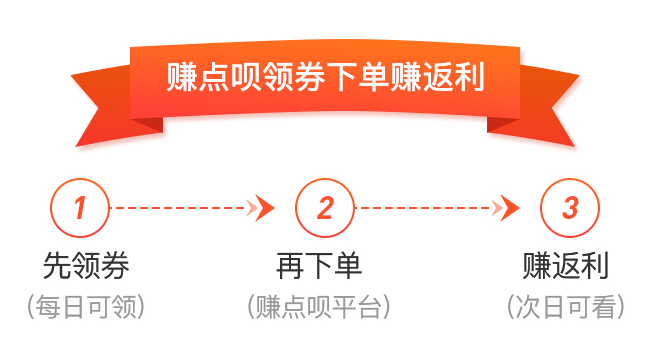 赚点呗领券下单赚返利
1
2
3
先领券
再下单
赚返利
(每日可领)
(赚点呗平台)
(次日可看)